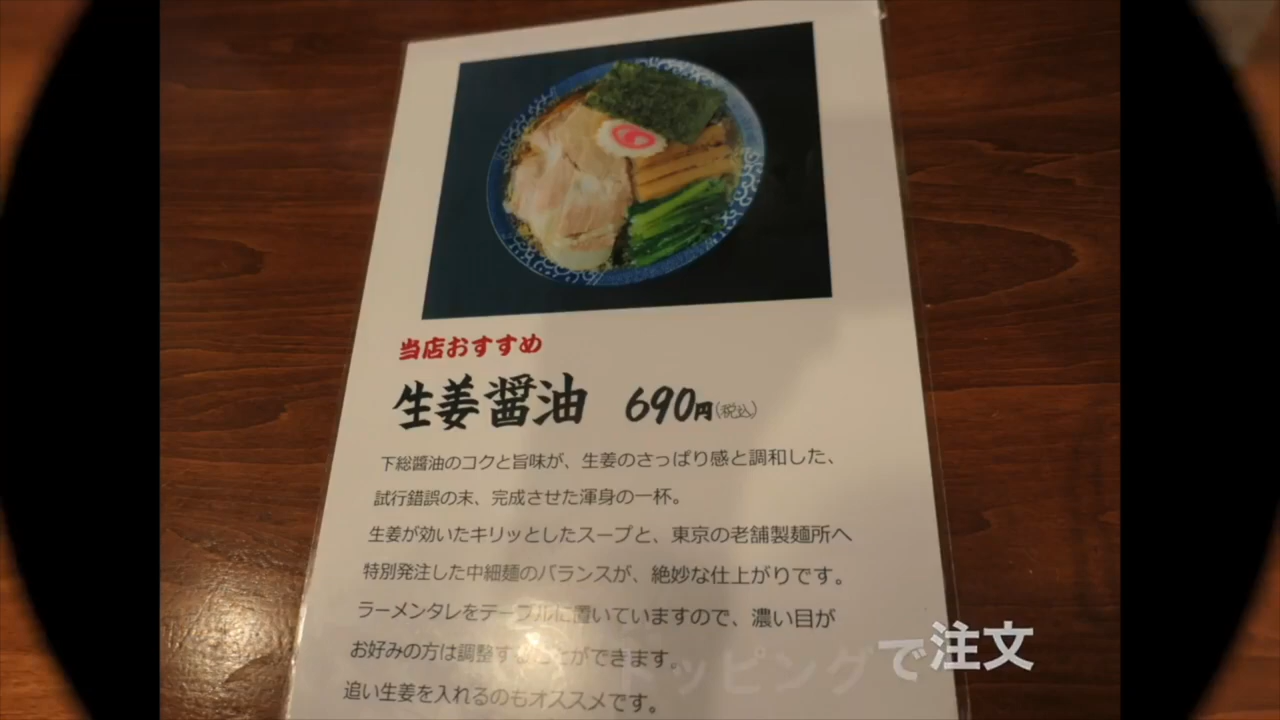 当店おすすめ
生姜醤油 690円(税込)
下総醤油のコクと旨味が、生姜のさっぱり感と調和した、
試行錯誤の末、完成させた渾身の一杯。
生姜が効いたキリッとしたスープと、東京の老舗製麺所へ
特別発注した中細麺のバランスが、絶妙な仕上がりです。
ラーメンタレをテーブルに置いていますので、濃い目が
お好みの方は調整することができます。
追い生姜を入れるのもオススメです。
トッピングで注文